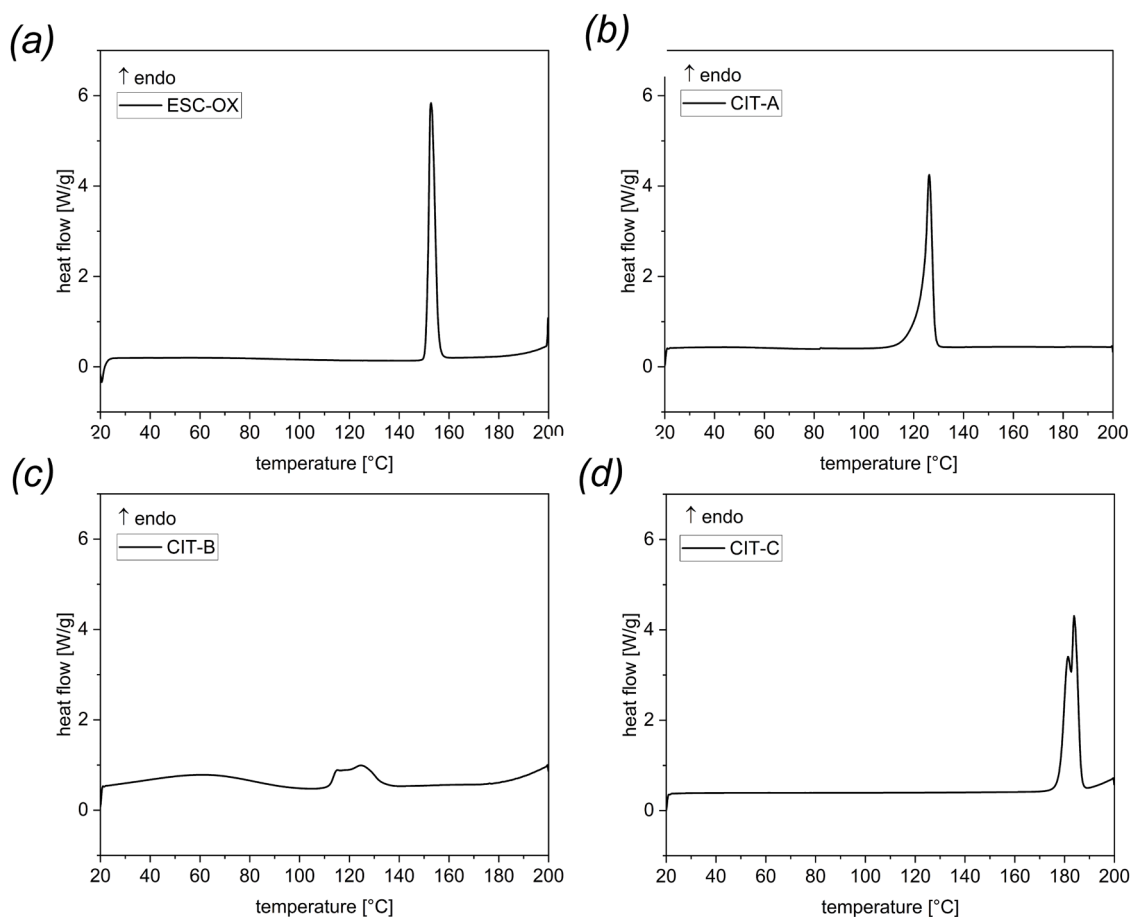 (a)
↑ endo
ESC-OX
heat flow [W/g]
6
4
2
0
20 40 60 80 100 120 140 160 180 200
temperature [°C]
(b)
↑ endo
CIT-A
heat flow [W/g]
6
4
2
0
20 40 60 80 100 120 140 160 180 200
temperature [°C]
(c)
↑ endo
CIT-B
heat flow [W/g]
6
4
2
0
20 40 60 80 100 120 140 160 180 200
temperature [°C]
(d)
↑ endo
CIT-C
heat flow [W/g]
6
4
2
0
20 40 60 80 100 120 140 160 180 200
temperature [°C]